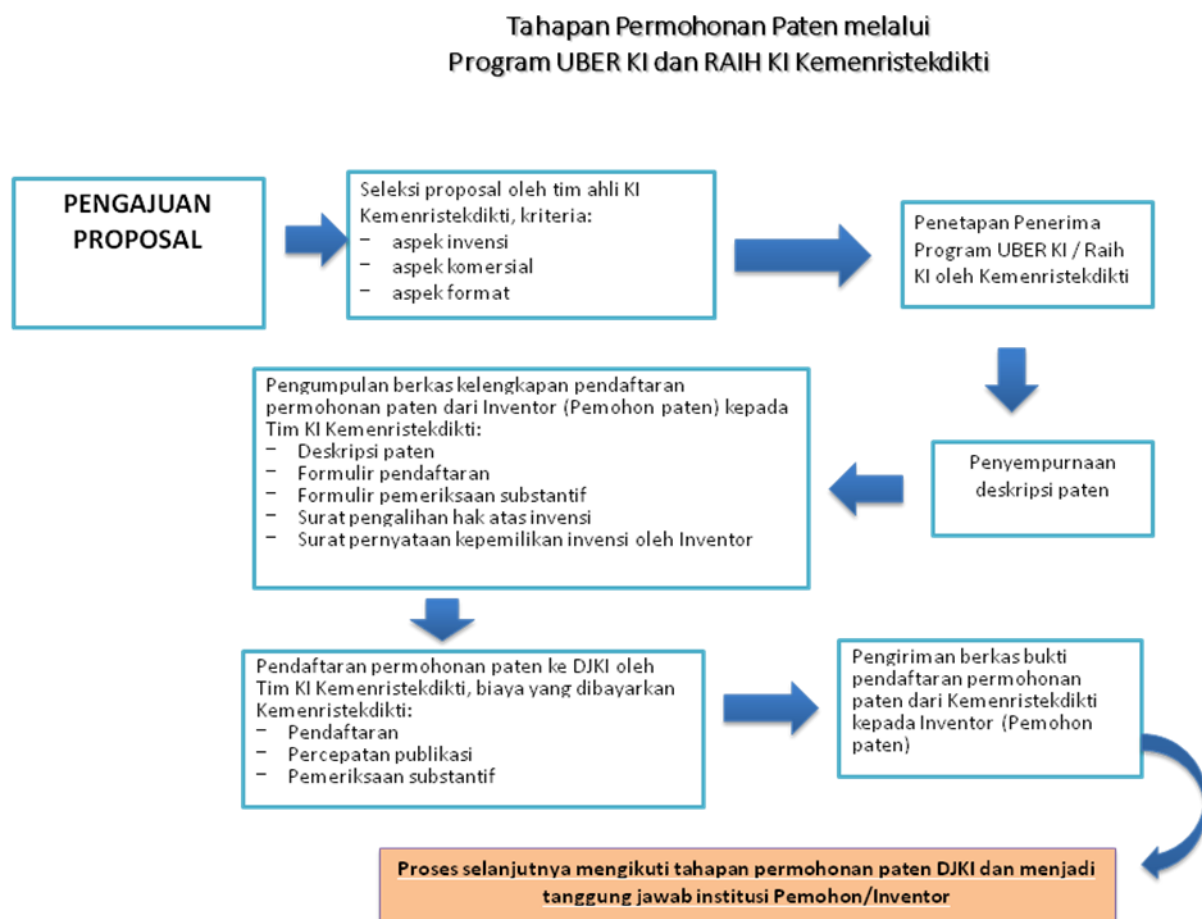 Tahapan Permohonan Paten melalui
Program UBER KI dan RAIH KI Kemenristekdikti
PENGAJUAN
PROPOSAL
Seleksi proposal oleh tim ahli KI
Kemenristekdikti, kriteria:
– aspek invensi
– aspek komersial
– aspek format
Penetapan Penerima
Program UBER KI / Raih
KI oleh Kemenristekdikti
Penyempurnaan
deskripsi paten
Pengumpulan berkas kelengkapan pendaftaran
permohonan paten dari Inventor (Pemohon paten) kepada
Tim KI Kemenristekdikti:
– Deskripsi paten
– Formulir pendaftaran
– Formulir pemeriksaan substantif
– Surat pengalihan hak atas invensi
– Surat pernyataan kepemilikan invensi oleh Inventor
Pendaftaran permohonan paten ke DJKI oleh
Tim KI Kemenristekdikti, biaya yang dibayarkan
Kemenristekdikti:
– Pendaftaran
– Percepatan publikasi
– Pemeriksaan substantif
Pengiriman berkas bukti
pendaftaran permohonan
paten dari Kemenristekdikti
kepada Inventor (Pemohon
paten)
Proses selanjutnya mengikuti tahapan permohonan paten DJKI dan menjadi
tanggung jawab institusi Pemohon/Inventor